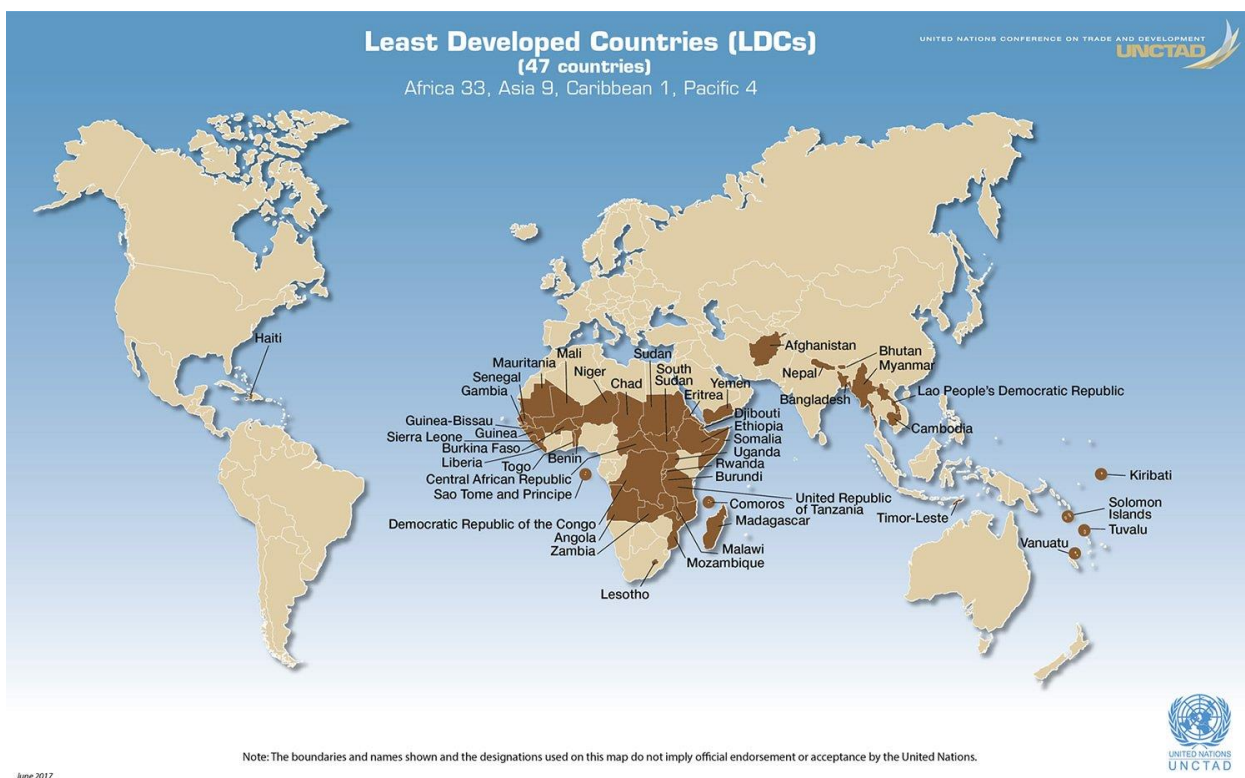 Least Developed Countries (LDCs)
(47 countries)
Africa 33, Asia 9, Caribbean 1, Pacific 4
UNITED NATIONS CONFERENCE ON TRADE AND DEVELOPMENT
UNCTAD
Haiti
Mauritania
Mali
Niger
Chad
Sudan
South
Sudan
Eritrea
Yemen
Senegal
Gambia
Guinea-Bissau
Guinea
Sierra Leone
Burkina Faso
Liberia
Togo
Benin
Central African Republic
Sao Tome and Principe
Democratic Republic of the Congo
Angola
Zambia
Lesotho
Djibouti
Ethiopia
Somalia
Uganda
Rwanda
Burundi
United Republic
of Tanzania
Comoros
Madagascar
Malawi
Mozambique
Afghanistan
Nepal
Bhutan
Myanmar
Bangladesh
Lao People's Democratic Republic
Cambodia
Timor-Leste
Kiribati
Solomon
Islands
Tuvalu
Vanuatu
Note: The boundaries and names shown and the designations used on this map do not imply official endorsement or acceptance by the United Nations.
June 2017
UNITED NATIONS
UNCTAD